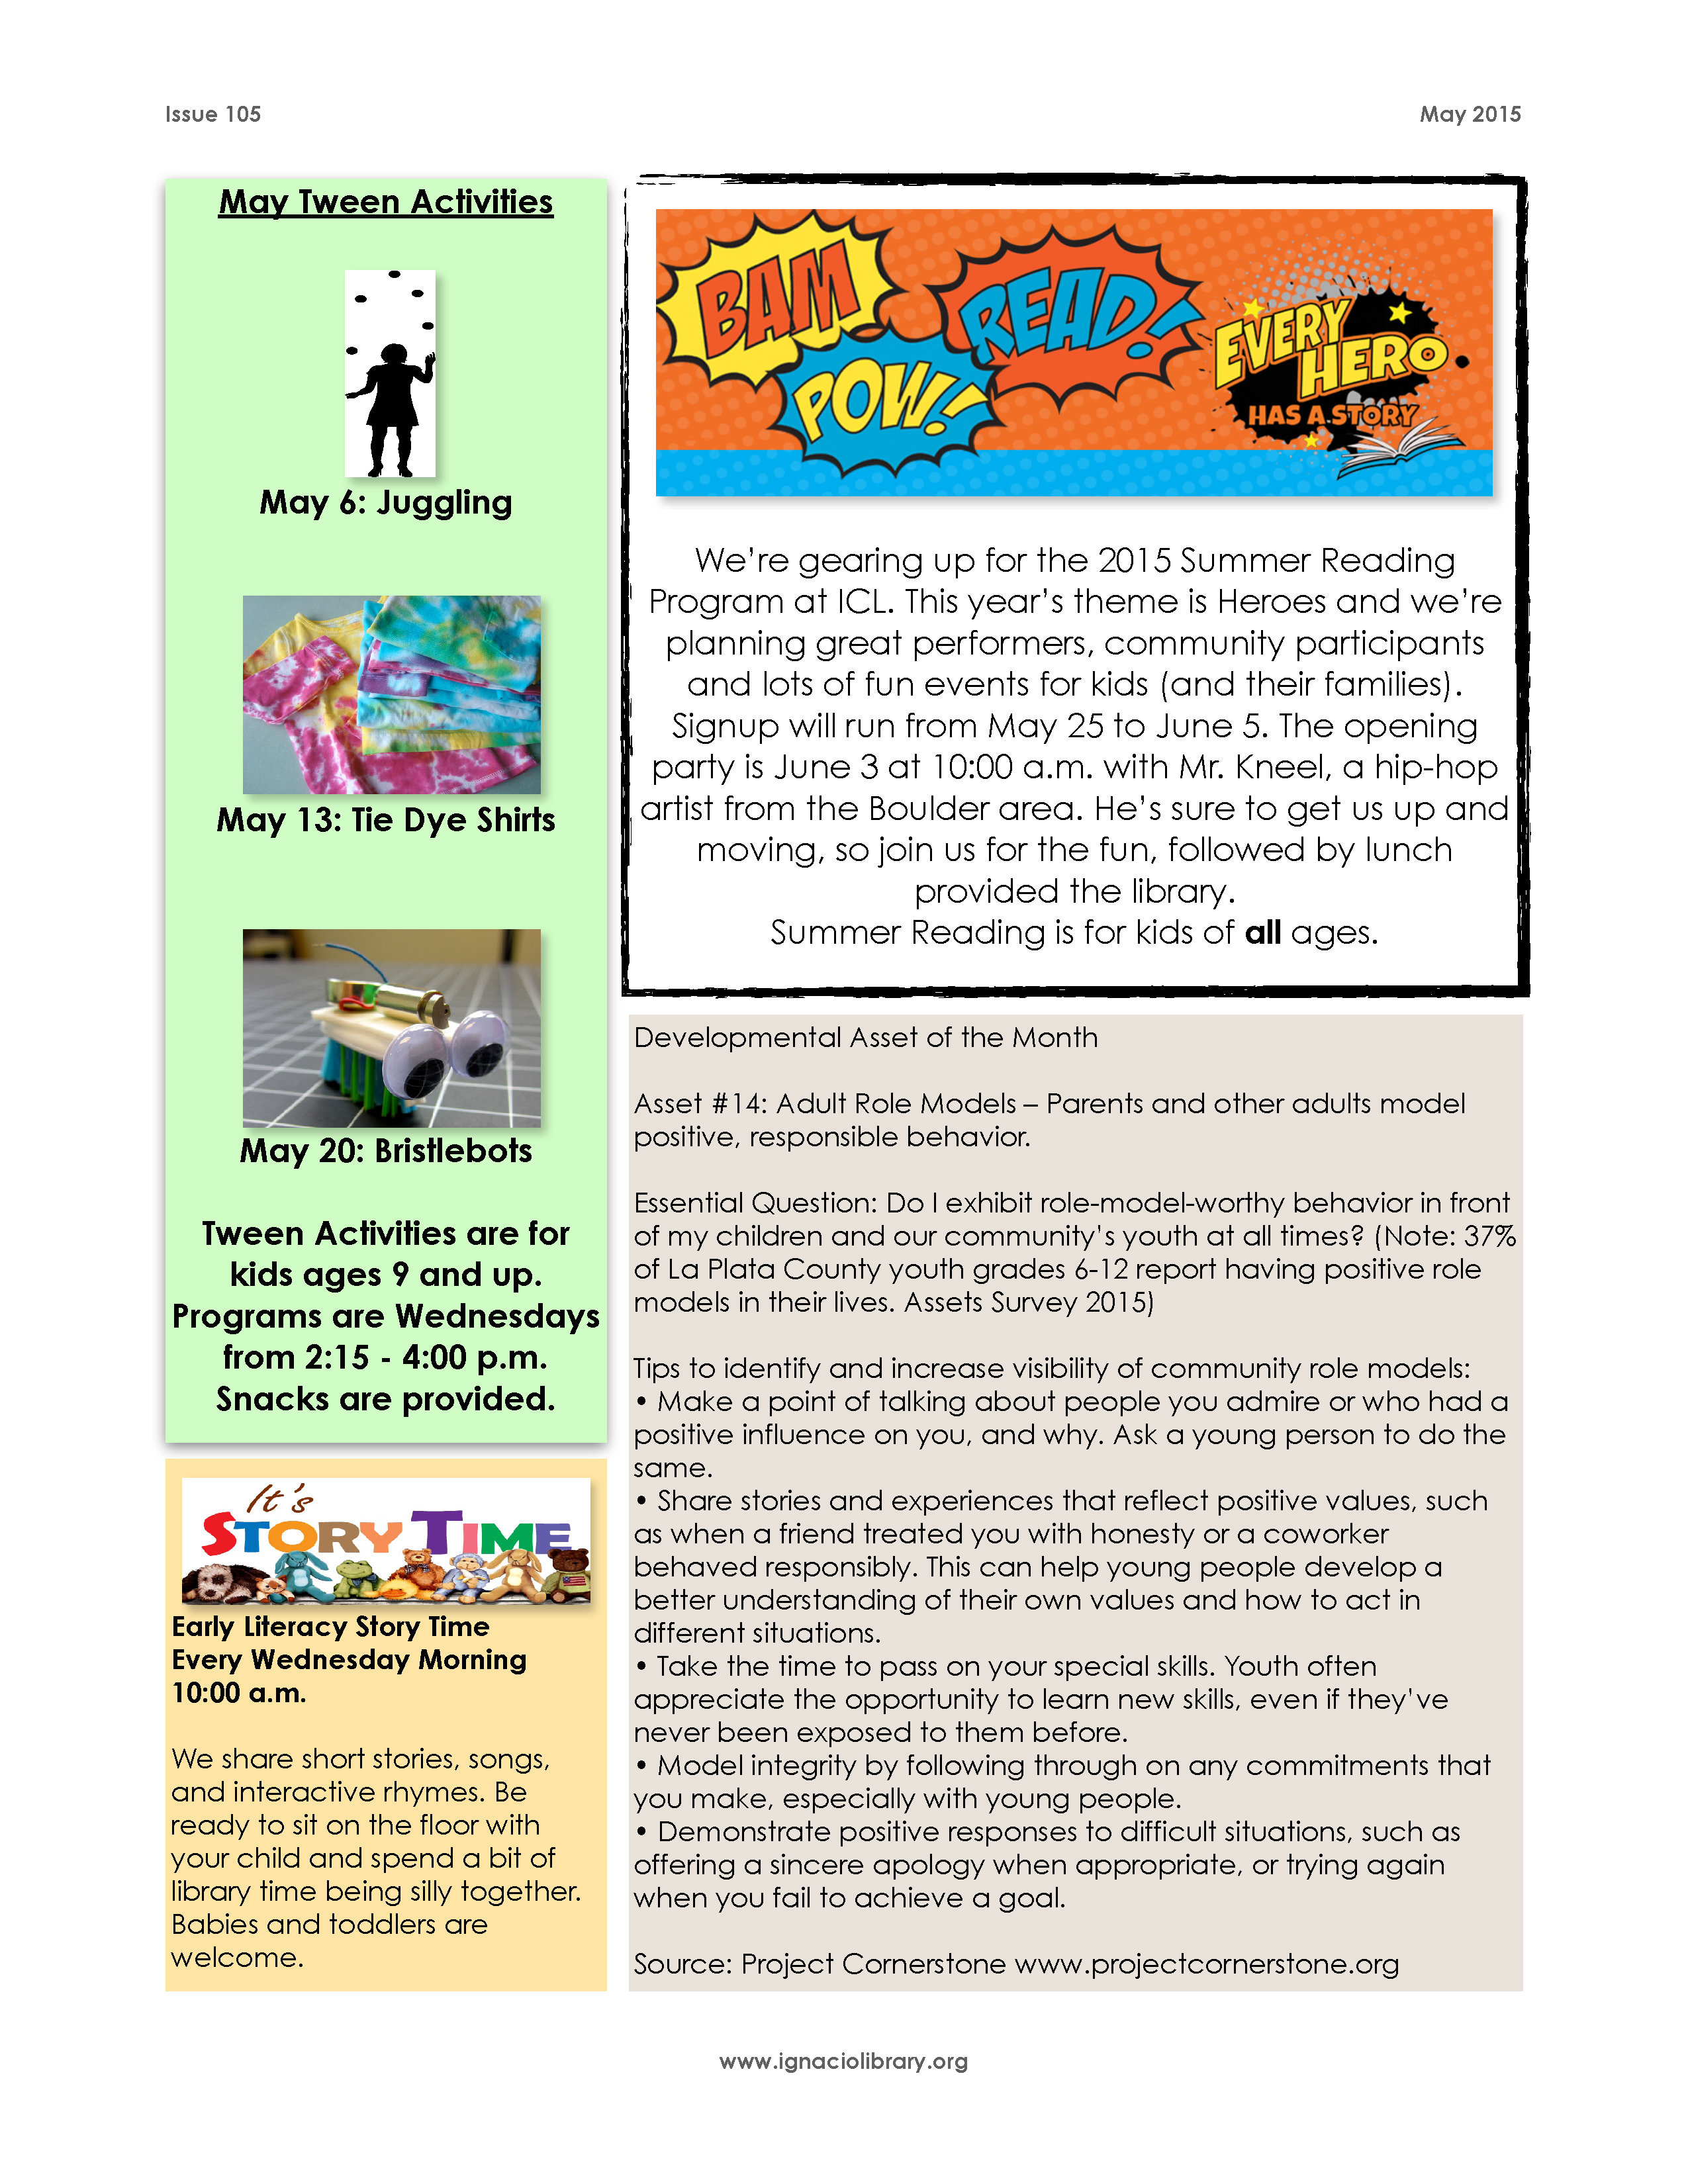 Issue 105
May 2015
May Tween Activities
May 6: Juggling
May 13: Tie Dye Shirts
May 20: Bristlebots
Tween Activities are for
kids ages 9 and up.
Programs are Wednesdays
from 2:15 - 4:00 p.m.
Snacks are provided.
It's
STORY TIME
Early Literacy Story Time
Every Wednesday Morning
10:00 a.m.
We share short stories, songs,
and interactive rhymes. Be
ready to sit on the floor with
your child and spend a bit of
library time being silly together.
Babies and toddlers are
welcome.
BAM
POW!
READ!
EVERY
HERO
HAS A STORY
We're gearing up for the 2015 Summer Reading
Program at ICL. This year's theme is Heroes and we're
planning great performers, community participants
and lots of fun events for kids (and their families).
Signup will run from May 25 to June 5. The opening
party is June 3 at 10:00 a.m. with Mr. Kneel, a hip-hop
artist from the Boulder area. He's sure to get us up and
moving, so join us for the fun, followed by lunch
provided the library.
Summer Reading is for kids of all ages.
Developmental Asset of the Month
Asset #14: Adult Role Models – Parents and other adults model
positive, responsible behavior.
Essential Question: Do I exhibit role-model-worthy behavior in front
of my children and our community's youth at all times? (Note: 37%
of La Plata County youth grades 6-12 report having positive role
models in their lives. Assets Survey 2015)
Tips to identify and increase visibility of community role models:
• Make a point of talking about people you admire or who had a
positive influence on you, and why. Ask a young person to do the
same.
• Share stories and experiences that reflect positive values, such
as when a friend treated you with honesty or a coworker
behaved responsibly. This can help young people develop a
better understanding of their own values and how to act in
different situations.
• Take the time to pass on your special skills. Youth often
appreciate the opportunity to learn new skills, even if they've
never been exposed to them before.
• Model integrity by following through on any commitments that
you make, especially with young people.
• Demonstrate positive responses to difficult situations, such as
offering a sincere apology when appropriate, or trying again
when you fail to achieve a goal.
Source: Project Cornerstone www.projectcornerstone.org
www.ignaciolibrary.org